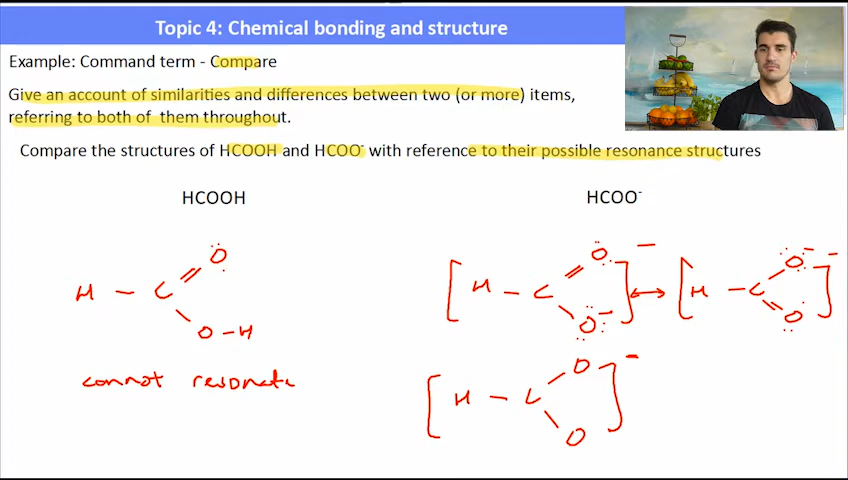 Topic 4: Chemical bonding and structure
Example: Command term - Compare
Give an account of similarities and differences between two (or more) items,
referring to both of them throughout.
Compare the structures of HCOOH and HCOO⁻ with reference to their possible resonance structures
HCOOH
HCOO⁻
H C O O H
H C O O
H C O O
cannot resonate
H C O O